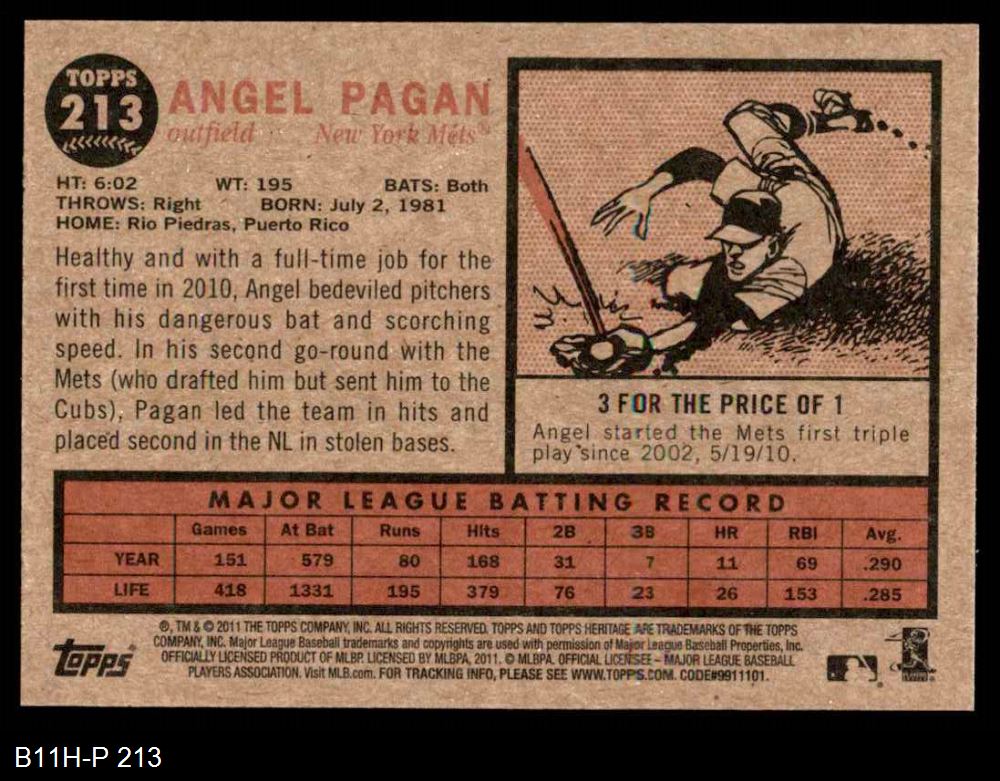 TOPPS
213
ANGEL PAGAN
outfield New York Mets®
HT: 6:02 WT: 195 BATS: Both
THROWS: Right BORN: July 2, 1981
HOME: Rio Piedras, Puerto Rico
Healthy and with a full-time job for the
first time in 2010, Angel bedeviled pitchers
with his dangerous bat and scorching
speed. In his second go-round with the
Mets (who drafted him but sent him to the
Cubs), Pagan led the team in hits and
placed second in the NL in stolen bases.
3 FOR THE PRICE OF 1
Angel started the Mets first triple
play since 2002, 5/19/10.
MAJOR LEAGUE BATTING RECORD
Games At Bat Runs Hits 2B 3B HR RBI Avg.
YEAR 151 579 80 168 31 7 11 69 .290
LIFE 418 1331 195 379 76 23 26 153 .285
topps
®, TM & © 2011 THE TOPPS COMPANY, INC. ALL RIGHTS RESERVED. TOPPS AND TOPPS HERITAGE ARE TRADEMARKS OF THE TOPPS
COMPANY, INC. Major League Baseball trademarks and copyrights are used with permission of Major League Baseball Properties, Inc.
OFFICIALLY LICENSED PRODUCT OF MLBP. LICENSED BY MLBPA, 2011. © MLBPA. OFFICIAL LICENSEE – MAJOR LEAGUE BASEBALL
PLAYERS ASSOCIATION. Visit MLB.com. FOR TRACKING INFO, PLEASE SEE WWW.TOPPS.COM. CODE#9911101.
B11H-P 213